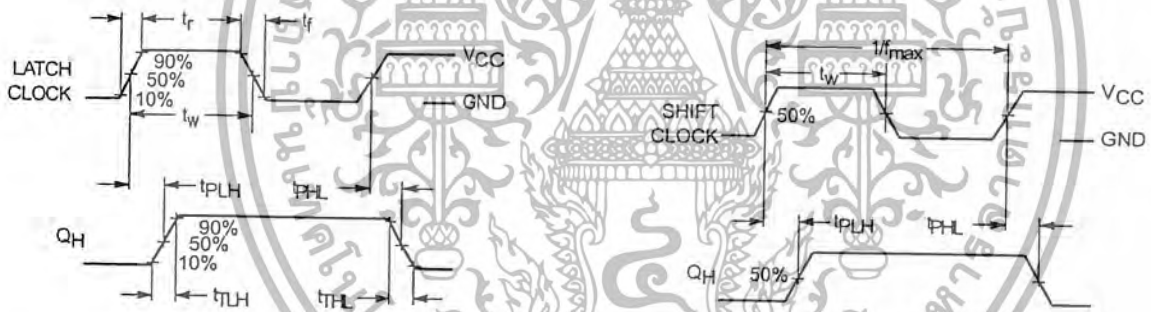 tr
tf
LATCH
CLOCK
90%
50%
10%
VCC
GND
tw
tPLH
tPHL
QH
90%
50%
10%
tTLH
tTHL
1/fmax
tw
SHIFT
CLOCK
50%
VCC
GND
tPLH
tPHL
QH
50%